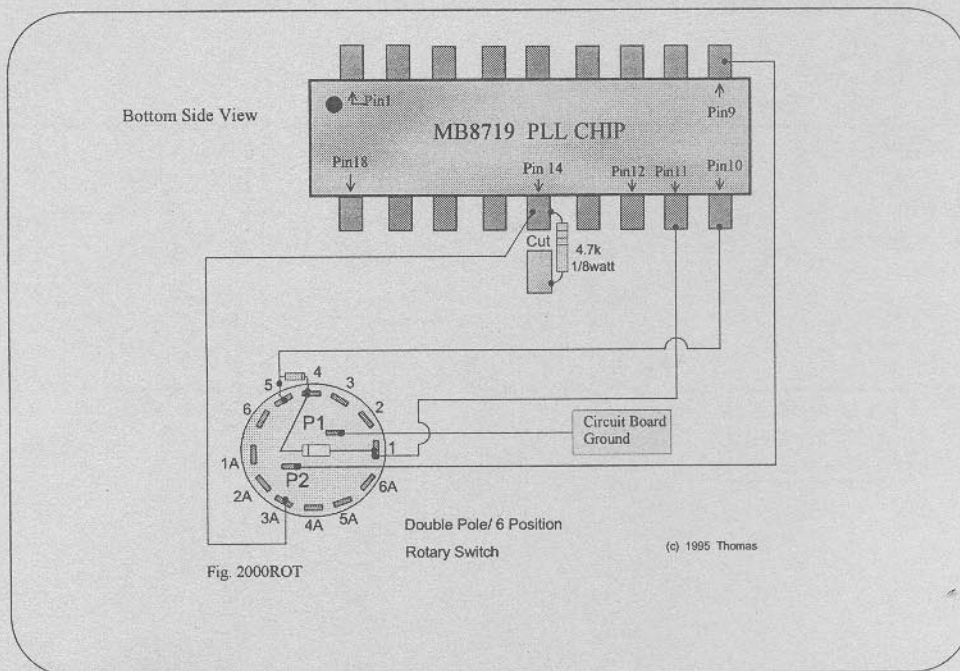 Bottom Side View
Pin1
Pin9
MB8719 PLL CHIP
Pin18
Pin 14
Pin12
Pin11
Pin10
Cut
4.7k
1/8watt
5
4
3
6
2
P1
1
Circuit Board
Ground
1A
P2
2A
6A
3A
4A
5A
Double Pole/ 6 Position
Rotary Switch
(c) 1995 Thomas
Fig. 2000ROT